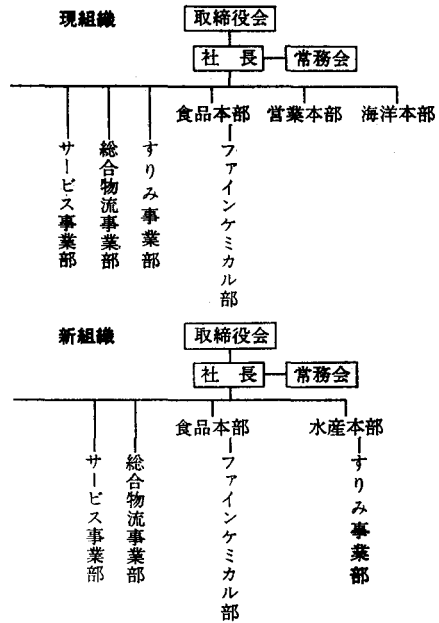 現組織
取締役会
社長
常務会
食品本部
営業本部
海洋本部
サービス事業部
総合物流事業部
すりみ事業部
ファインケミカル部
新組織
取締役会
社長
常務会
食品本部
水産本部
サービス事業部
総合物流事業部
ファインケミカル部
すりみ事業部